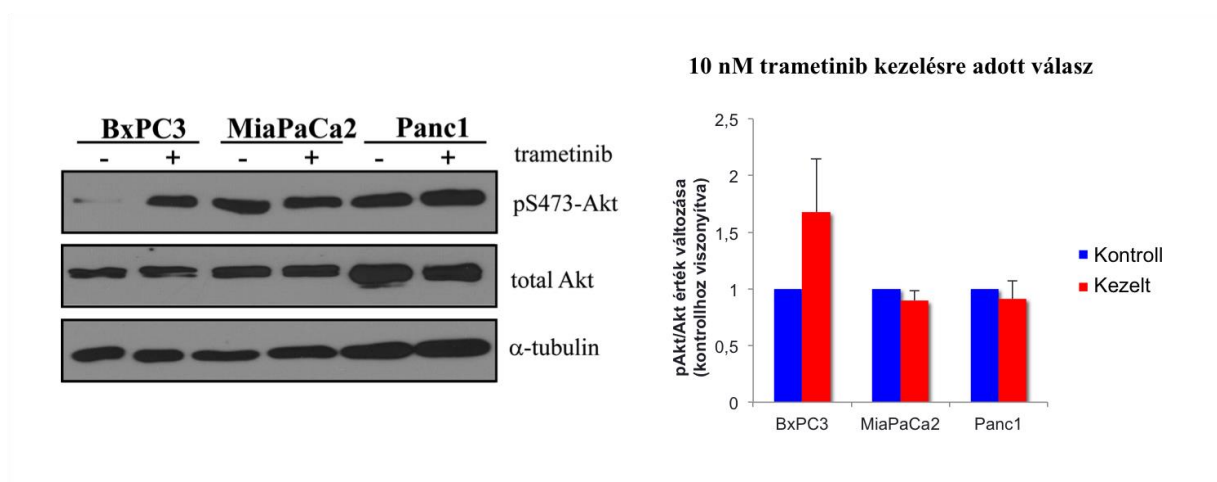 BxPC3 MiaPaCa2 Panc1
- + - + - + trametinib
pS473-Akt
total Akt
α-tubulin
10 nM trametinib kezelésre adott válasz
pAkt/Akt érték változása
(kontrollhoz viszonyítva)
2,5
2
1,5
1
0,5
0
BxPC3 MiaPaCa2 Panc1
Kontroll
Kezelt